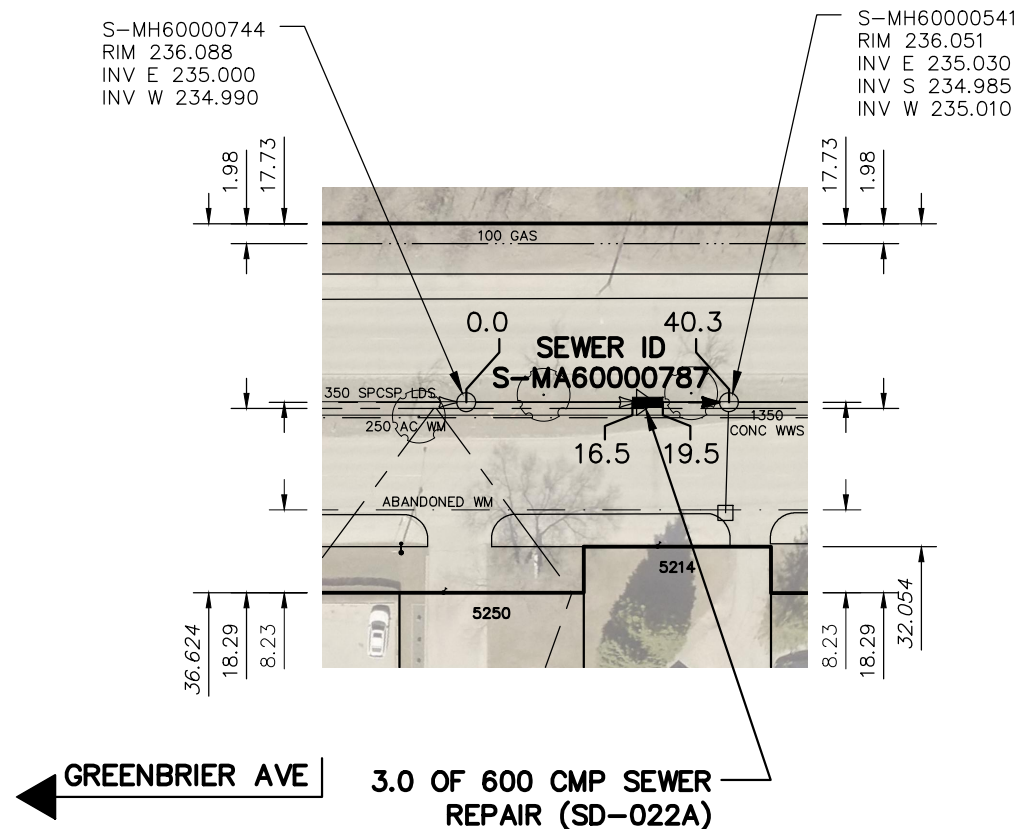 S-MH60000744
RIM 236.088
INV E 235.000
INV W 234.990
S-MH60000541
RIM 236.051
INV E 235.030
INV S 234.985
INV W 235.010
1.98
17.73
17.73
1.98
100 GAS
0.0
40.3
SEWER ID
S-MA60000787
350 SPCSP LDS
250 AC WM
1350
CONC WWS
16.5
19.5
ABANDONED WM
5214
5250
36.624
18.29
8.23
8.23
18.29
32.054
GREENBRIER AVE
3.0 OF 600 CMP SEWER
REPAIR (SD-022A)